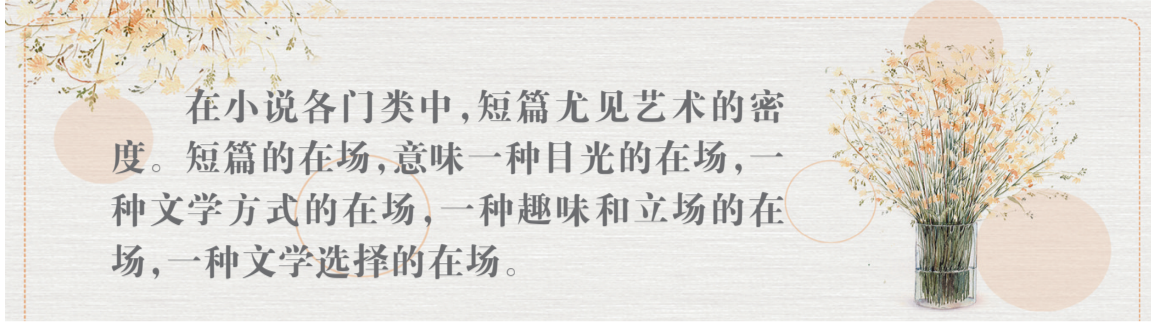 在小说各门类中,短篇尤见艺术的密
度。短篇的在场,意味一种目光的在场,一
种文学方式的在场,一种趣味和立场的在
场,一种文学选择的在场。